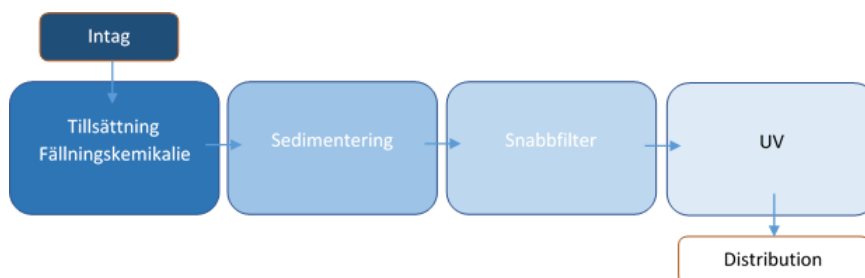 Intag
Tillsättning
Fällningskemikalie
Sedimentering
Snabbfilter
UV
Distribution